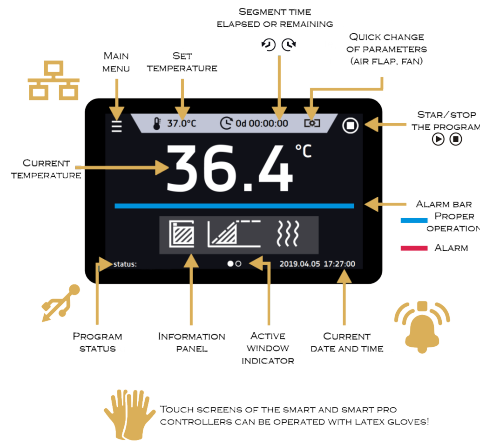 SEGMENT TIME
ELAPSED OR REMAINING
QUICK CHANGE
OF PARAMETERS
(AIR FLAP, FAN)
MAIN
MENU
SET
TEMPERATURE
STAR/STOP
THE PROGRAM
37.0°C
0d 00:00:00
36.4°C
CURRENT
TEMPERATURE
ALARM BAR
PROPER
OPERATION
ALARM
status:
2019.04.05 17:27:00
PROGRAM
STATUS
INFORMATION
PANEL
ACTIVE
WINDOW
INDICATOR
CURRENT
DATE AND TIME
TOUCH SCREENS OF THE SMART AND SMART PRO
CONTROLLERS CAN BE OPERATED WITH LATEX GLOVES!